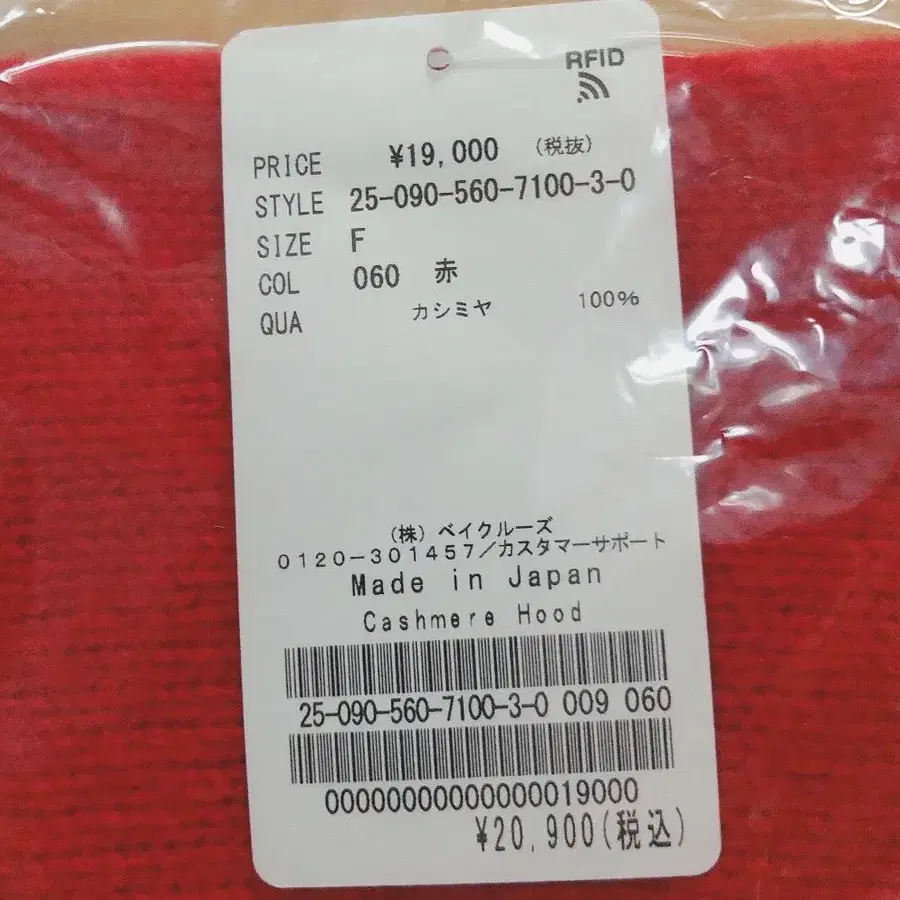 RFID
PRICE ¥19,000 (税抜)
STYLE 25-090-560-7100-3-0
SIZE F
COL 060 赤
QUA カシミヤ 100%
(株) ベイクルーズ
0120-301457/カスタマーサポート
Made in Japan
Cashmere Hood
25-090-560-7100-3-0 009 060
00000000000000019000
¥20,900(税込)